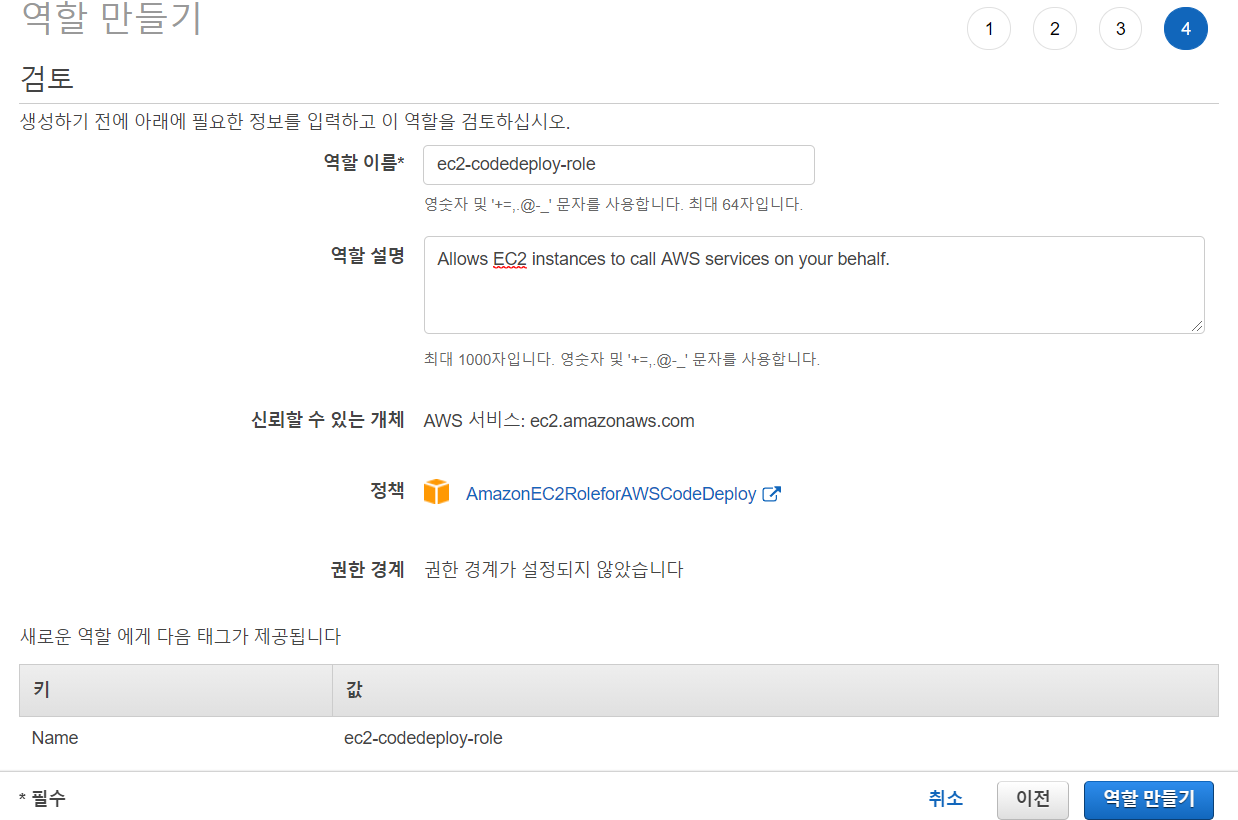 역할 만들기
1 2 3 4
검토
생성하기 전에 아래에 필요한 정보를 입력하고 이 역할을 검토하십시오.
역할 이름* ec2-codedeploy-role
영숫자 및 '+=,.@-_' 문자를 사용합니다. 최대 64자입니다.
역할 설명 Allows EC2 instances to call AWS services on your behalf.
최대 1000자입니다. 영숫자 및 '+=,.@-_' 문자를 사용합니다.
신뢰할 수 있는 개체 AWS 서비스: ec2.amazonaws.com
정책 AmazonEC2RoleforAWSCodeDeploy
권한 경계 권한 경계가 설정되지 않았습니다
새로운 역할 에게 다음 태그가 제공됩니다
키 값
Name ec2-codedeploy-role
* 필수 취소 이전 역할 만들기